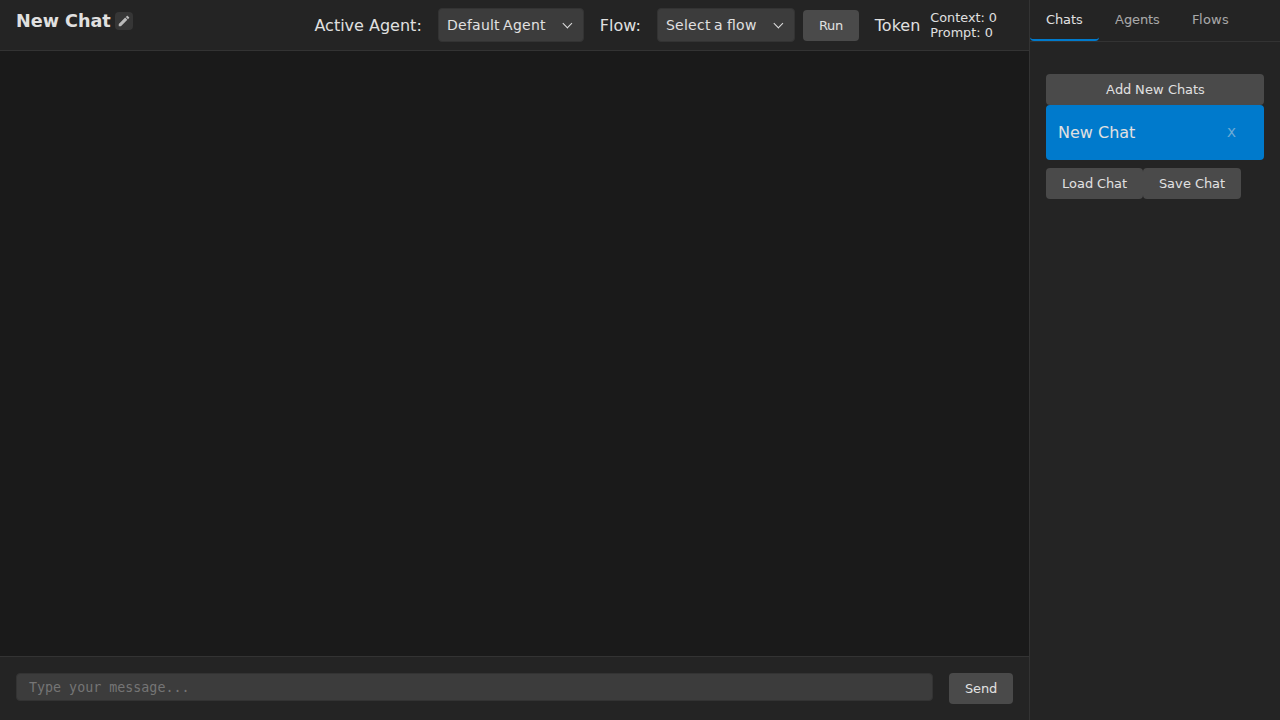 New Chat
Active Agent:
Default Agent
Flow:
Select a flow
Run
Token
Context: 0
Prompt: 0
Chats
Agents
Flows
Add New Chats
New Chat
X
Load Chat
Save Chat
Type your message...
Send